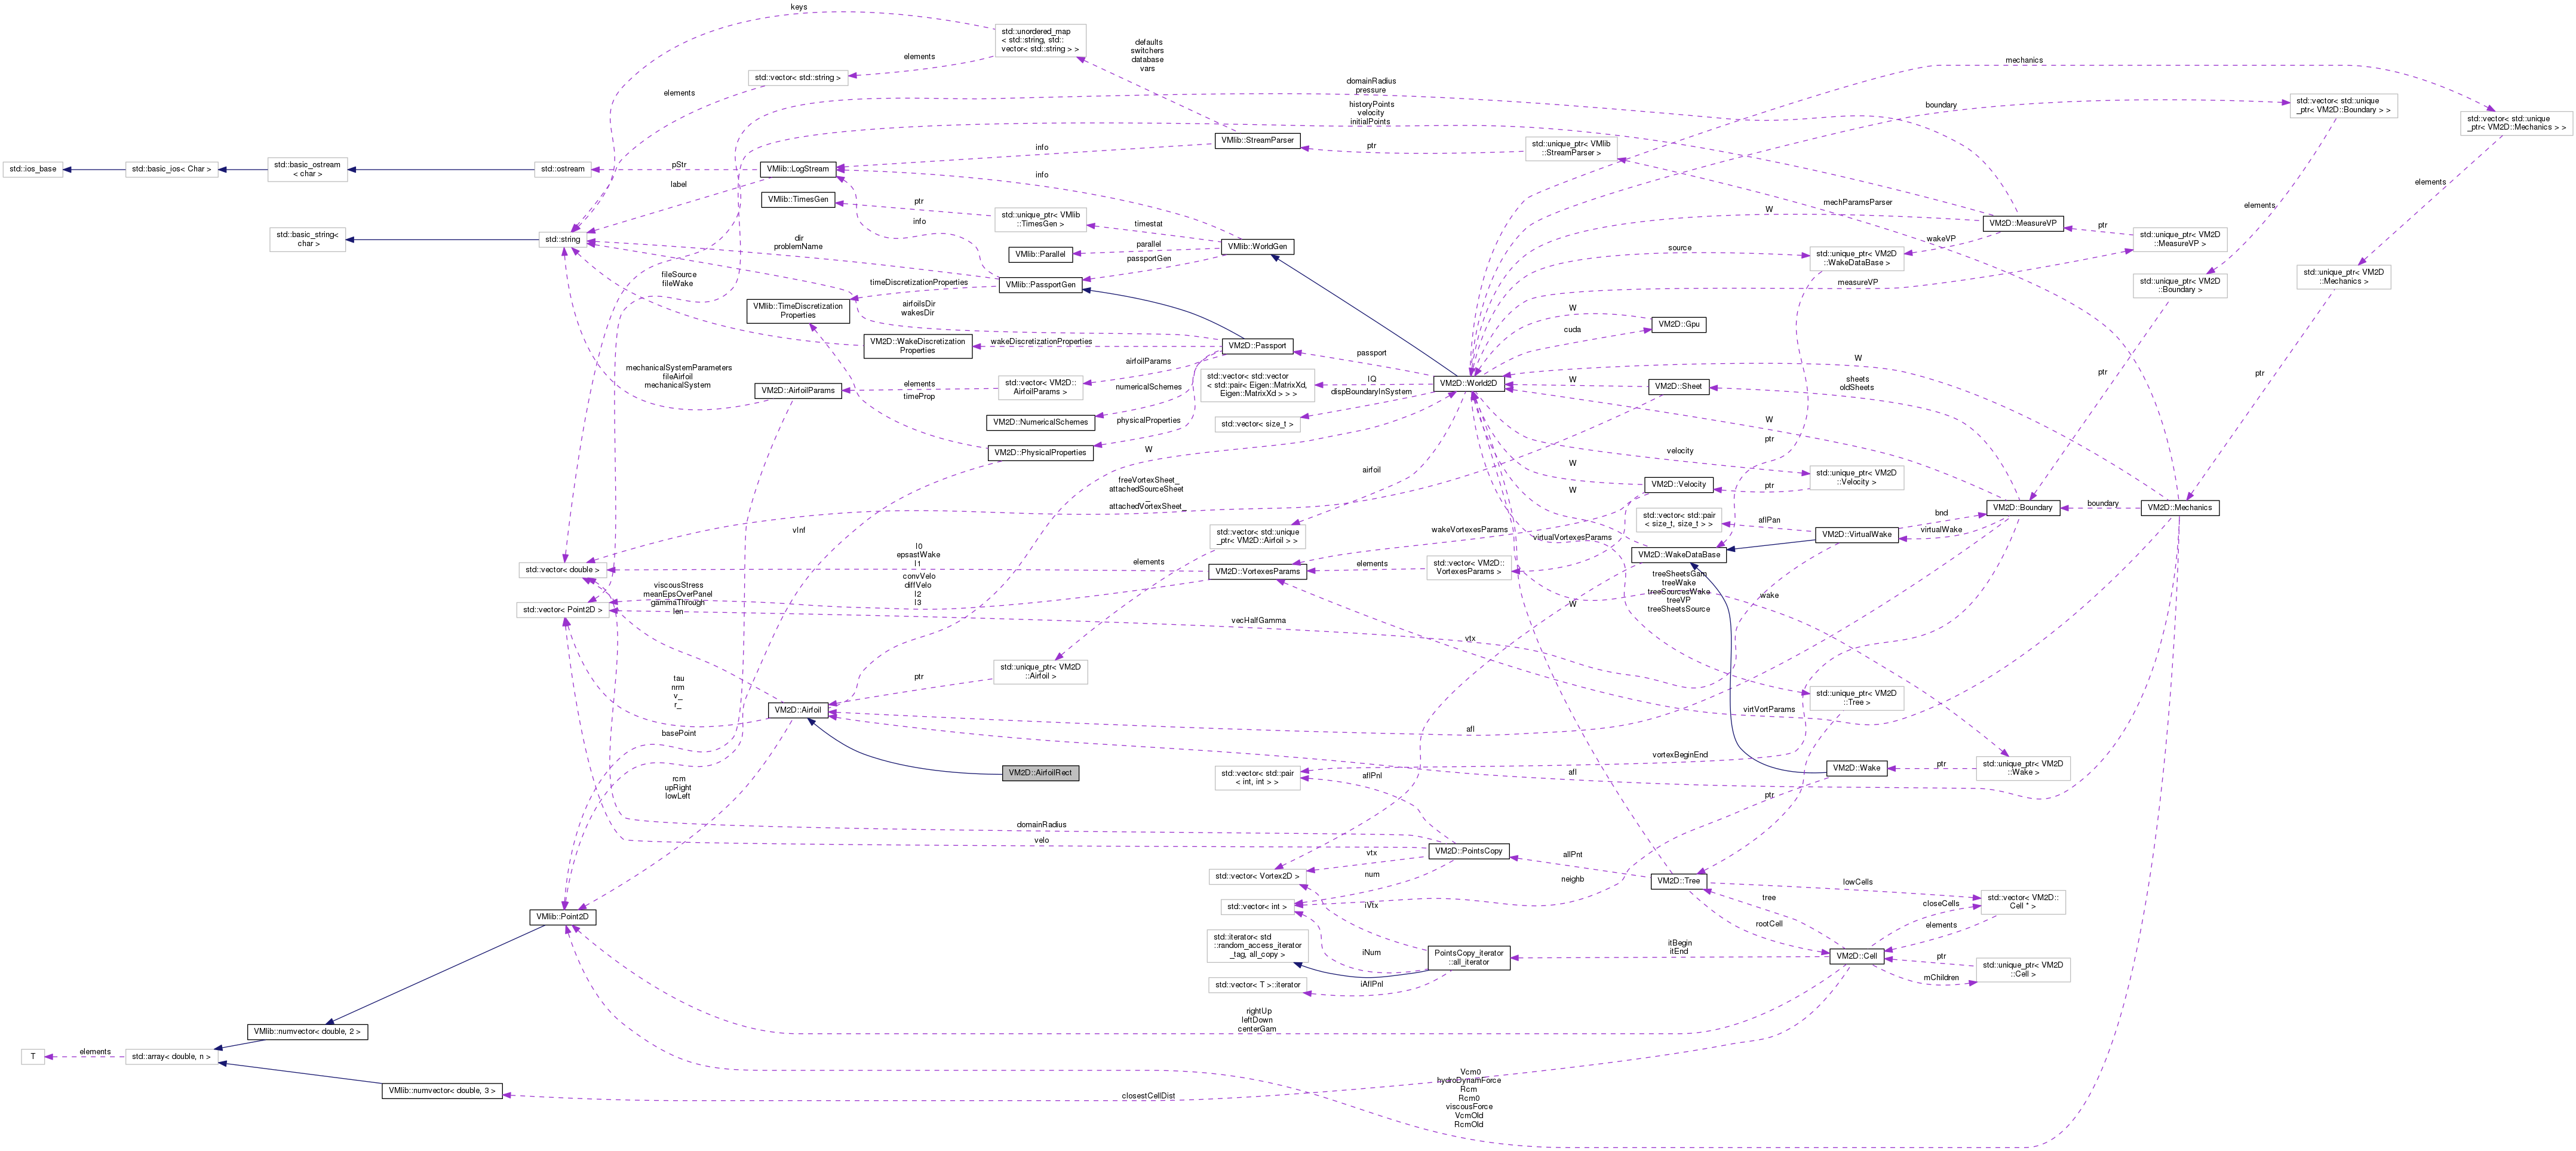 keys
std::unordered_map
< std::string, std::
vector< std::string > >
defaults
switchers
database
vars
elements
std::vector< std::string >
elements
mechanics
domainRadius
pressure
historyPoints
velocity
initialPoints
boundary
std::vector< std::unique
_ptr< VM2D::Boundary > >
std::vector< std::unique
_ptr< VM2D::Mechanics > >
VMlib::StreamParser
info
ptr
std::unique_ptr< VMlib
::StreamParser >
std::ios_base
std::basic_ios< Char >
std::basic_ostream
< char >
std::ostream
pStr
VMlib::LogStream
info
label
elements
VMlib::TimesGen
ptr
std::unique_ptr< VMlib
::TimesGen >
timestat
info
mechParamsParser
W
elements
VM2D::MeasureVP
ptr
std::unique_ptr< VM2D
::MeasureVP >
std::basic_string<
char >
std::string
dir
problemName
VMlib::Parallel
parallel
VMlib::WorldGen
passportGen
source
wakeVP
std::unique_ptr< VM2D
::WakeDataBase >
measureVP
std::unique_ptr< VM2D
::Boundary >
std::unique_ptr< VM2D
::Mechanics >
fileSource
fileWake
timeDiscretizationProperties
VMlib::PassportGen
VMlib::TimeDiscretization
Properties
airfoilsDir
wakesDir
W
cuda
VM2D::Gpu
VM2D::WakeDiscretization
Properties
wakeDiscretizationProperties
VM2D::Passport
passport
W
mechanicalSystemParameters
fileAirfoil
mechanicalSystem
airfoilParams
VM2D::AirfoilParams
elements
timeProp
std::vector< VM2D::
AirfoilParams >
numericalSchemes
std::vector< std::vector
< std::pair< Eigen::MatrixXd,
Eigen::MatrixXd > > >
IQ
dispBoundaryInSystem
VM2D::World2D
W
VM2D::Sheet
sheets
oldSheets
ptr
ptr
VM2D::NumericalSchemes
physicalProperties
std::vector< size_t >
W
VM2D::PhysicalProperties
W
ptr
velocity
airfoil
W
std::unique_ptr< VM2D
::Velocity >
freeVortexSheet_
attachedSourceSheet
_
attachedVortexSheet_
VM2D::Velocity
ptr
W
vInf
std::vector< std::unique
_ptr< VM2D::Airfoil > >
wakeVortexesParams
virtualVortexesParams
std::vector< std::pair
< size_t, size_t > >
aflPan
VM2D::VirtualWake
bnd
virtualWake
VM2D::Boundary
boundary
VM2D::Mechanics
I0
epsastWake
I1
convVelo
diffVelo
I2
I3
VM2D::WakeDataBase
std::vector< double >
elements
VM2D::VortexesParams
elements
std::vector< VM2D::
VortexesParams >
viscousStress
meanEpsOverPanel
gammaThrough
len
std::vector< Point2D >
treeSheetsGam
treeWake
treeSourcesWake
treeVP
treeSheetsSource
W
wake
vecHalfGamma
vtx
std::unique_ptr< VM2D
::Airfoil >
ptr
tau
nrm
v_
r_
VM2D::Airfoil
std::unique_ptr< VM2D
::Tree >
virtVortParams
basePoint
afl
vortexBeginEnd
VM2D::AirfoilRect
std::vector< std::pair
< int, int > >
aflPnl
afl
VM2D::Wake
ptr
std::unique_ptr< VM2D
::Wake >
rcm
upRight
lowLeft
ptr
domainRadius
velo
VM2D::PointsCopy
vtx
num
allPnt
std::vector< Vortex2D >
neighb
VM2D::Tree
lowCells
std::vector< VM2D::
Cell * >
tree
closeCells
std::vector< int >
iVtx
rootCell
elements
VMlib::Point2D
std::iterator< std
::random_access_iterator
_tag, all_copy >
iNum
PointsCopy_iterator
::all_iterator
itBegin
itEnd
VM2D::Cell
ptr
std::unique_ptr< VM2D
::Cell >
mChildren
std::vector< T >::iterator
iAflPnl
rightUp
leftDown
centerGam
VMlib::numvector< double, 2 >
T
elements
std::array< double, n >
VMlib::numvector< double, 3 >
closestCellDist
Vcm0
hydroDynamForce
Rcm
Rcm0
viscousForce
VcmOld
RcmOld